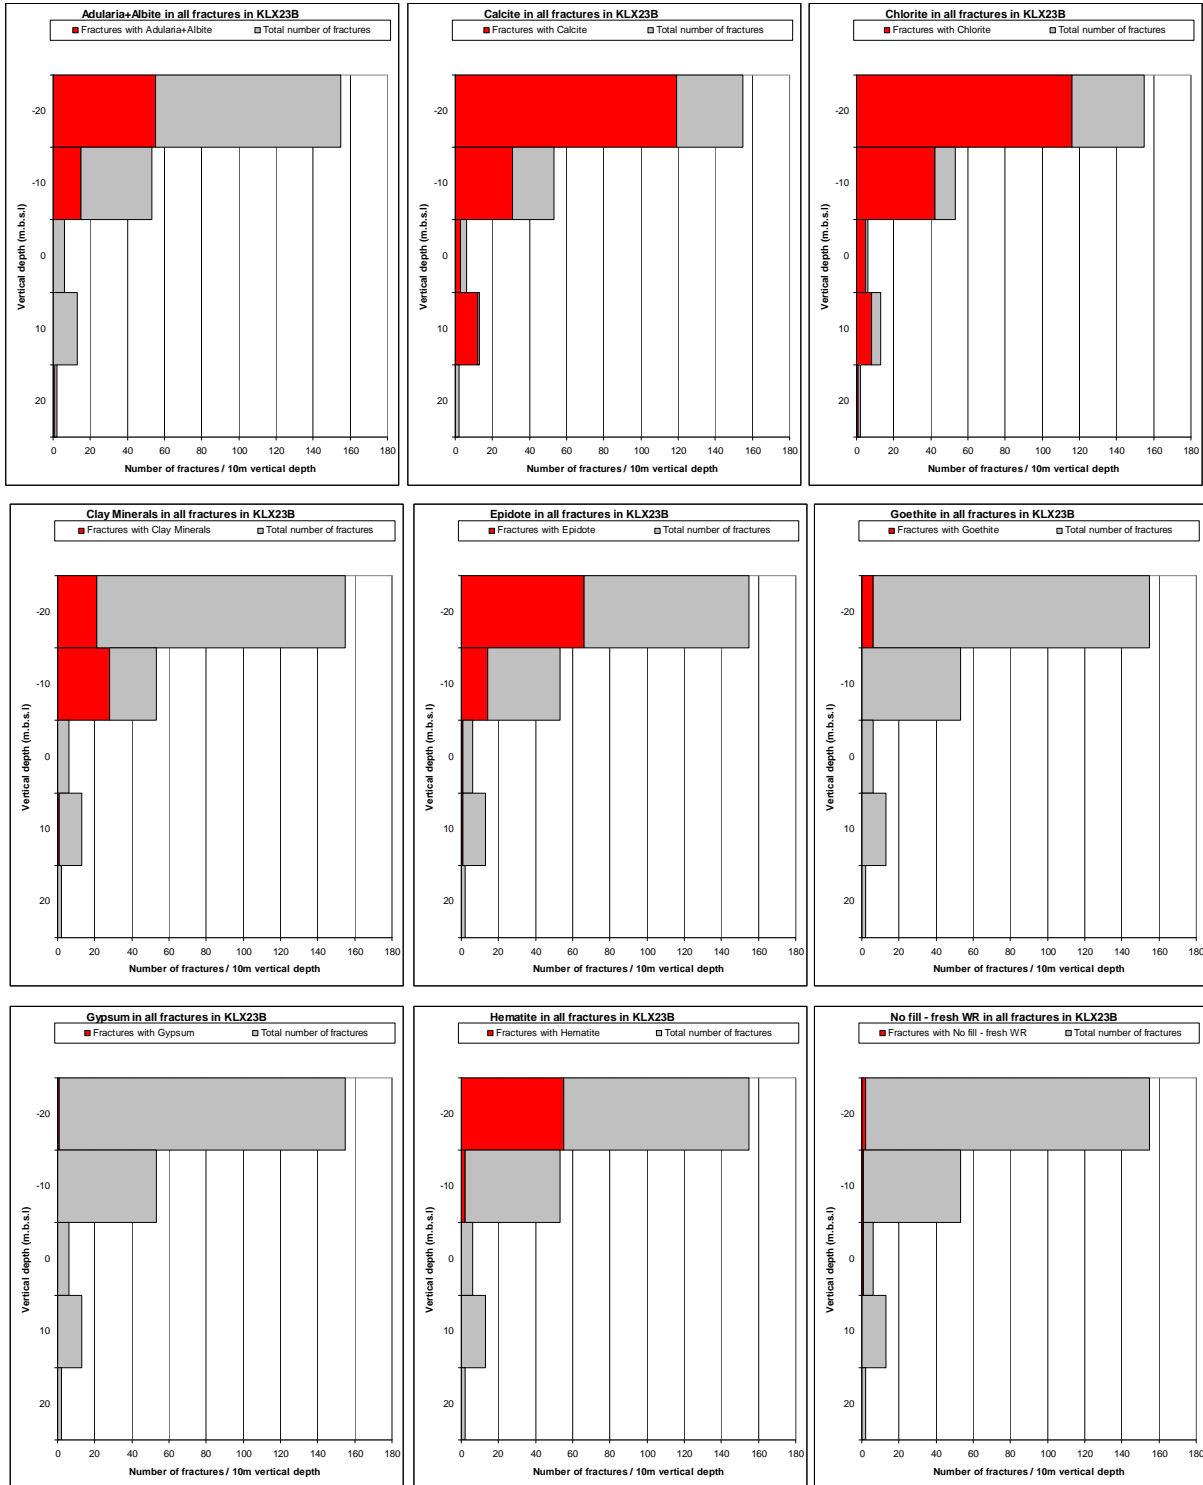 Adularia+Albite in all fractures in KLX23B
Fractures with Adularia+Albite Total number of fractures
Vertical depth (m.b.s.l)
-20
-10
0
10
20
0 20 40 60 80 100 120 140 160 180
Number of fractures / 10m vertical depth
Calcite in all fractures in KLX23B
Fractures with Calcite Total number of fractures
Vertical depth (m.b.s.l)
-20
-10
0
10
20
0 20 40 60 80 100 120 140 160 180
Number of fractures / 10m vertical depth
Chlorite in all fractures in KLX23B
Fractures with Chlorite Total number of fractures
Vertical depth (m.b.s.l)
-20
-10
0
10
20
0 20 40 60 80 100 120 140 160 180
Number of fractures / 10m vertical depth
Clay Minerals in all fractures in KLX23B
Fractures with Clay Minerals Total number of fractures
Vertical depth (m.b.s.l)
-20
-10
0
10
20
0 20 40 60 80 100 120 140 160 180
Number of fractures / 10m vertical depth
Epidote in all fractures in KLX23B
Fractures with Epidote Total number of fractures
Vertical depth (m.b.s.l)
-20
-10
0
10
20
0 20 40 60 80 100 120 140 160 180
Number of fractures / 10m vertical depth
Goethite in all fractures in KLX23B
Fractures with Goethite Total number of fractures
Vertical depth (m.b.s.l)
-20
-10
0
10
20
0 20 40 60 80 100 120 140 160 180
Number of fractures / 10m vertical depth
Gypsum in all fractures in KLX23B
Fractures with Gypsum Total number of fractures
Vertical depth (m.b.s.l)
-20
-10
0
10
20
0 20 40 60 80 100 120 140 160 180
Number of fractures / 10m vertical depth
Hematite in all fractures in KLX23B
Fractures with Hematite Total number of fractures
Vertical depth (m.b.s.l)
-20
-10
0
10
20
0 20 40 60 80 100 120 140 160 180
Number of fractures / 10m vertical depth
No fill - fresh WR in all fractures in KLX23B
Fractures with No fill - fresh WR Total number of fractures
Vertical depth (m.b.s.l)
-20
-10
0
10
20
0 20 40 60 80 100 120 140 160 180
Number of fractures / 10m vertical depth